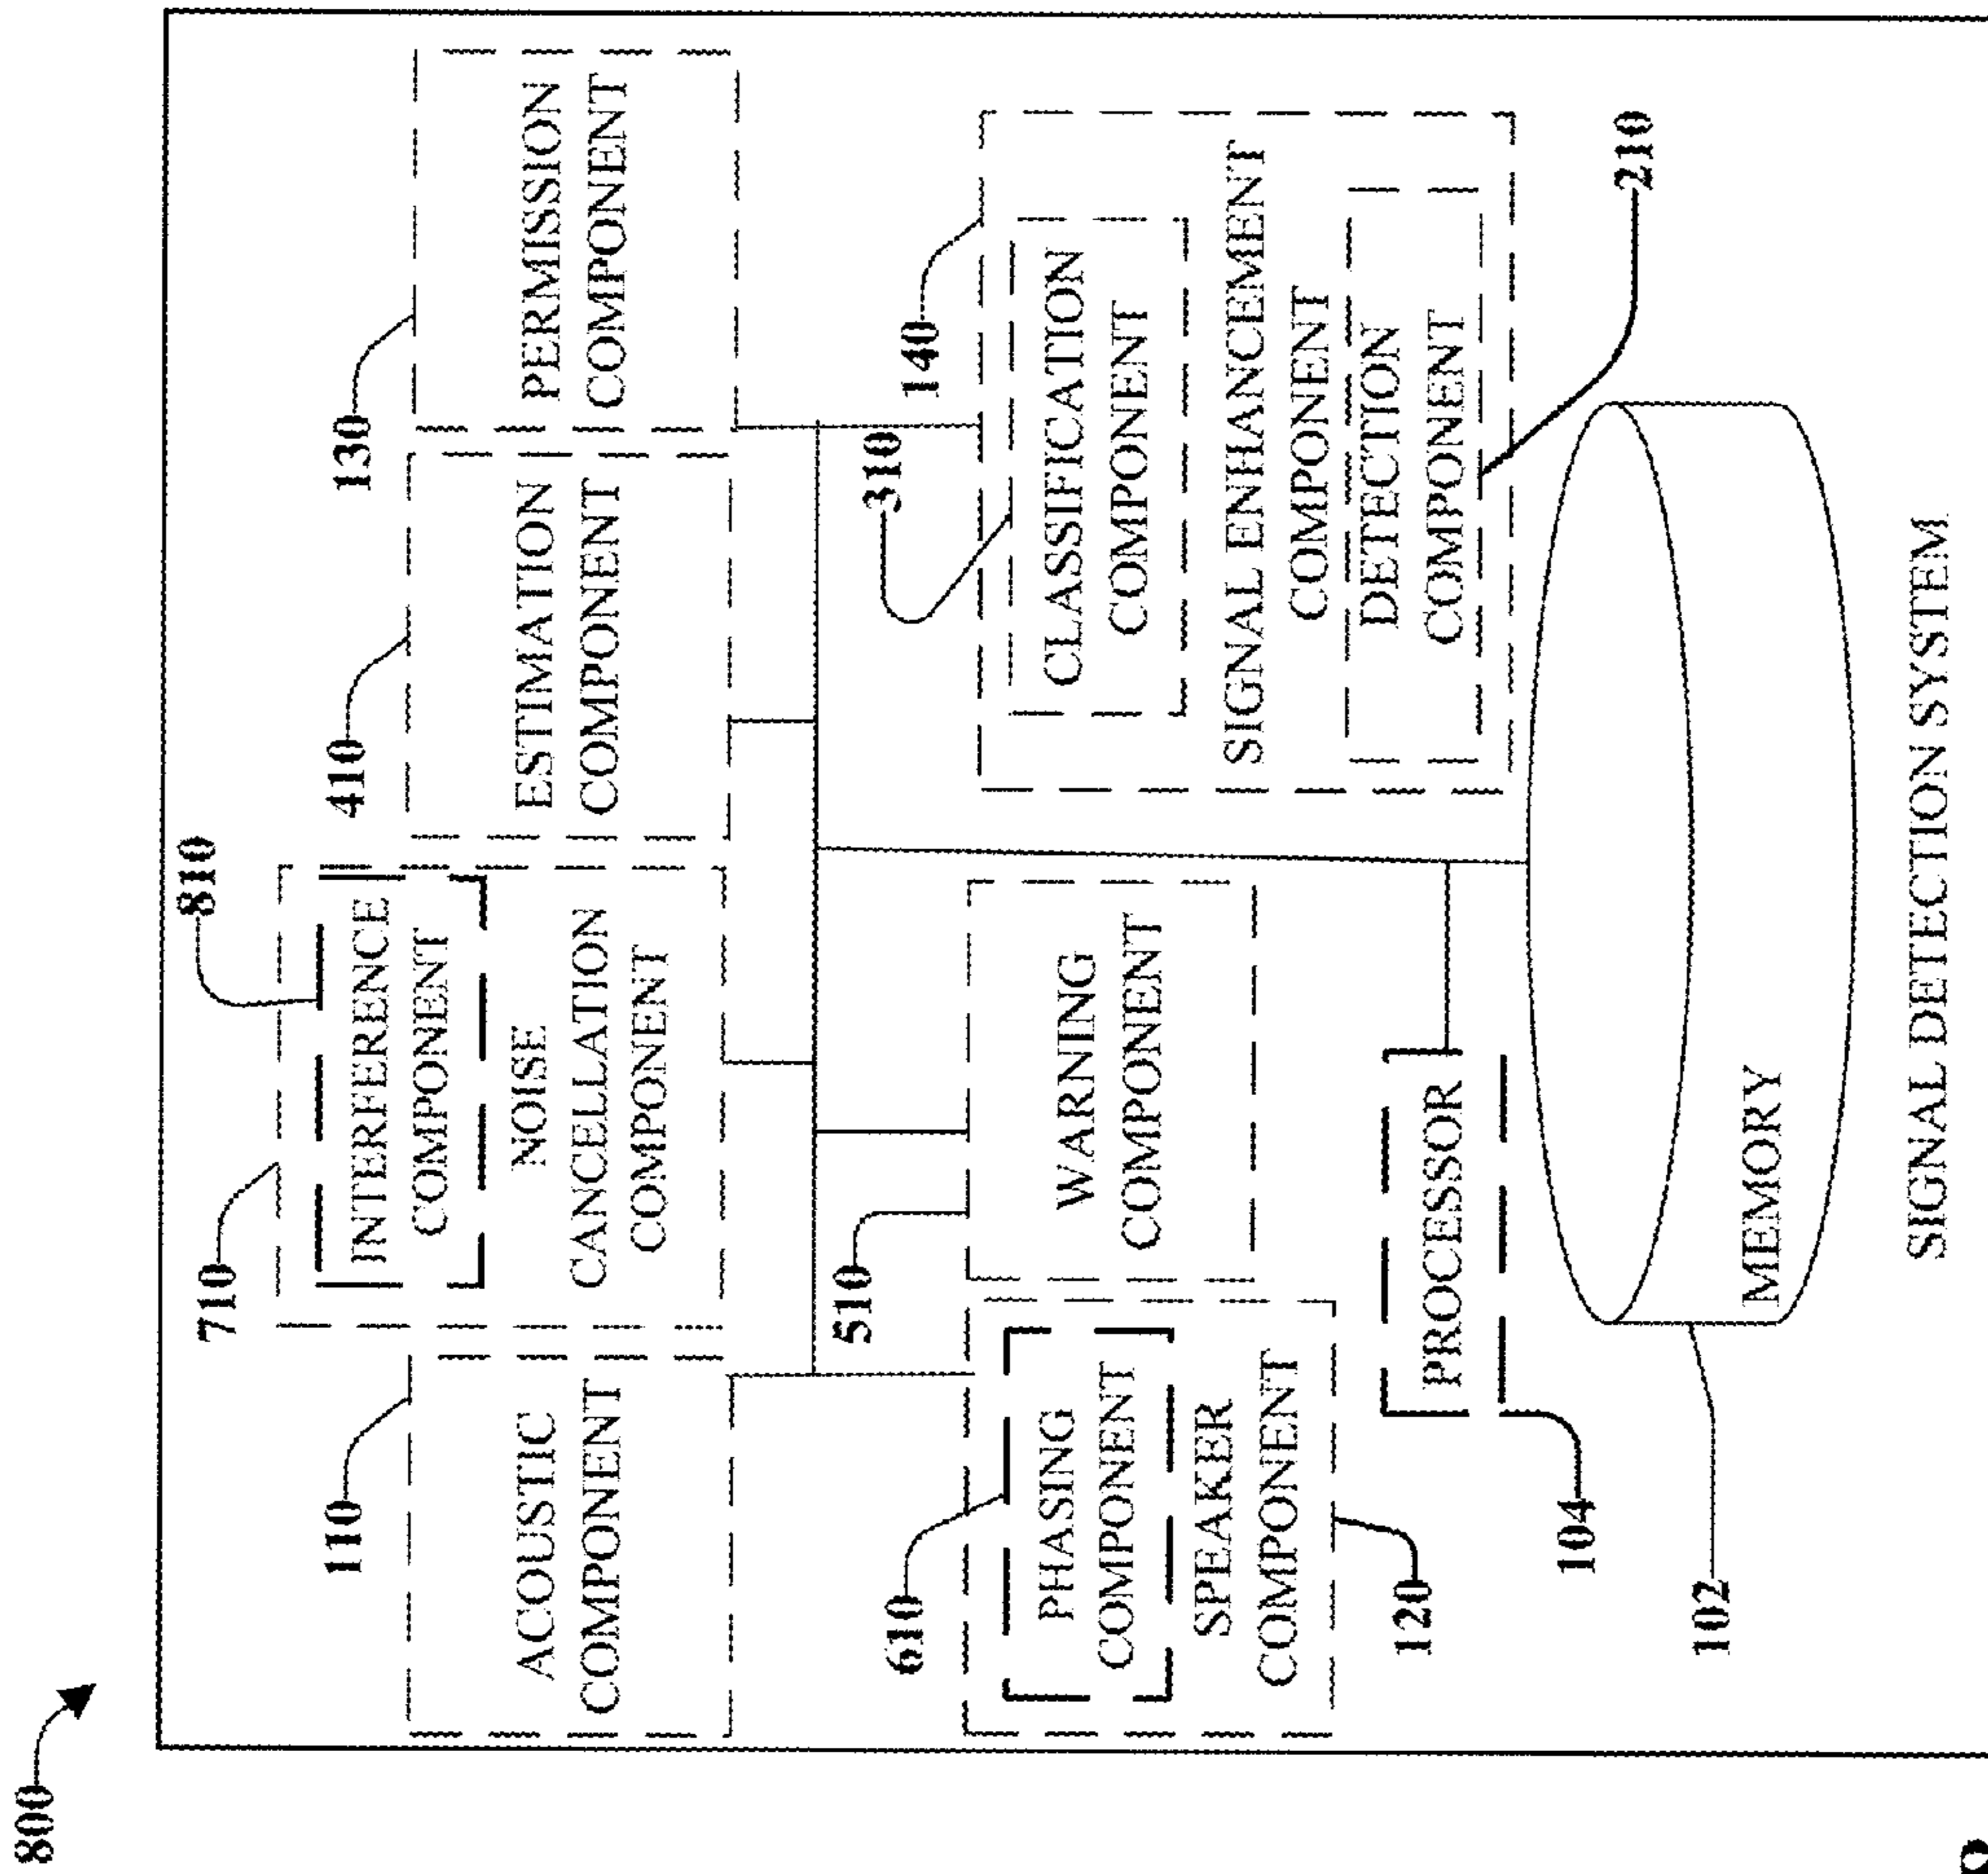 800
710
810
INTERFERENCE
COMPONENT
NOISE
CANCELLATION
COMPONENT
110
ACOUSTIC
COMPONENT
410
ESTIMATION
COMPONENT
130
PERMISSION
COMPONENT
610
PHASING
COMPONENT
SPEAKER
COMPONENT
120
510
WARNING
COMPONENT
310
140
CLASSIFICATION
COMPONENT
SIGNAL ENHANCEMENT
COMPONENT
DETECTION
COMPONENT
210
PROCESSOR
104
MEMORY
102
SIGNAL DETECTION SYSTEM